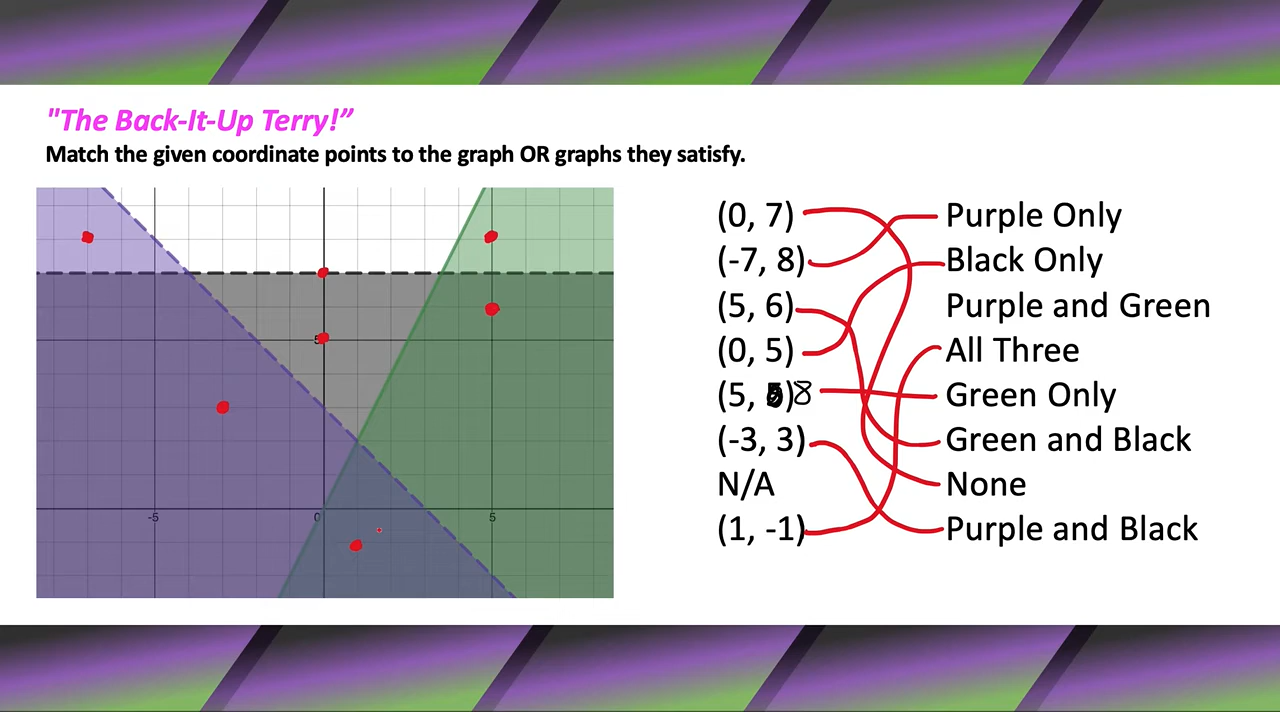 "The Back-It-Up Terry!”
Match the given coordinate points to the graph OR graphs they satisfy.
(0, 7) Purple Only
(-7, 8) Black Only
(5, 6) Purple and Green
(0, 5) All Three
(5, ) 8 Green Only
(-3, 3) Green and Black
N/A None
(1, -1) Purple and Black
5
-5 0 5